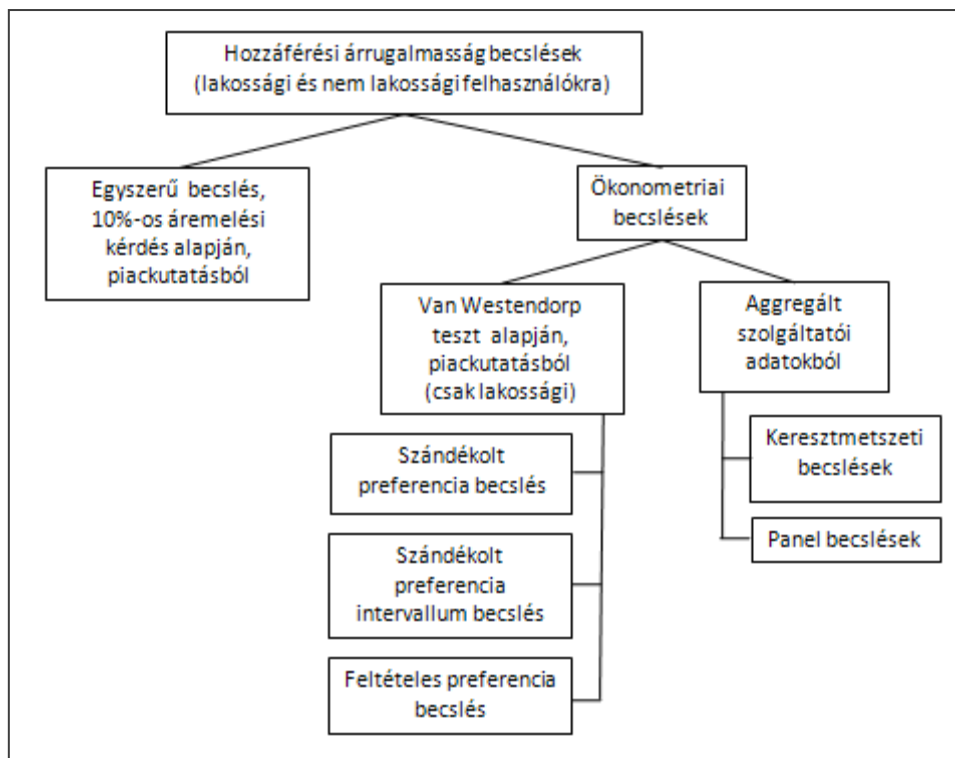 Hozzáférési árrugalmasság becslések
(lakossági és nem lakossági felhasználókra)
Egyszerű becslés,
10%-os áremelési
kérdés alapján,
piackutatásból
Ökonometriai
becslések
Van Westendorp
teszt alapján,
piackutatásból
(csak lakossági)
Aggregált
szolgáltatói
adatokból
Szándékolt
preferencia becslés
Szándékolt
preferencia
intervallum becslés
Feltételes preferencia
becslés
Keresztmetszeti
becslések
Panel becslések